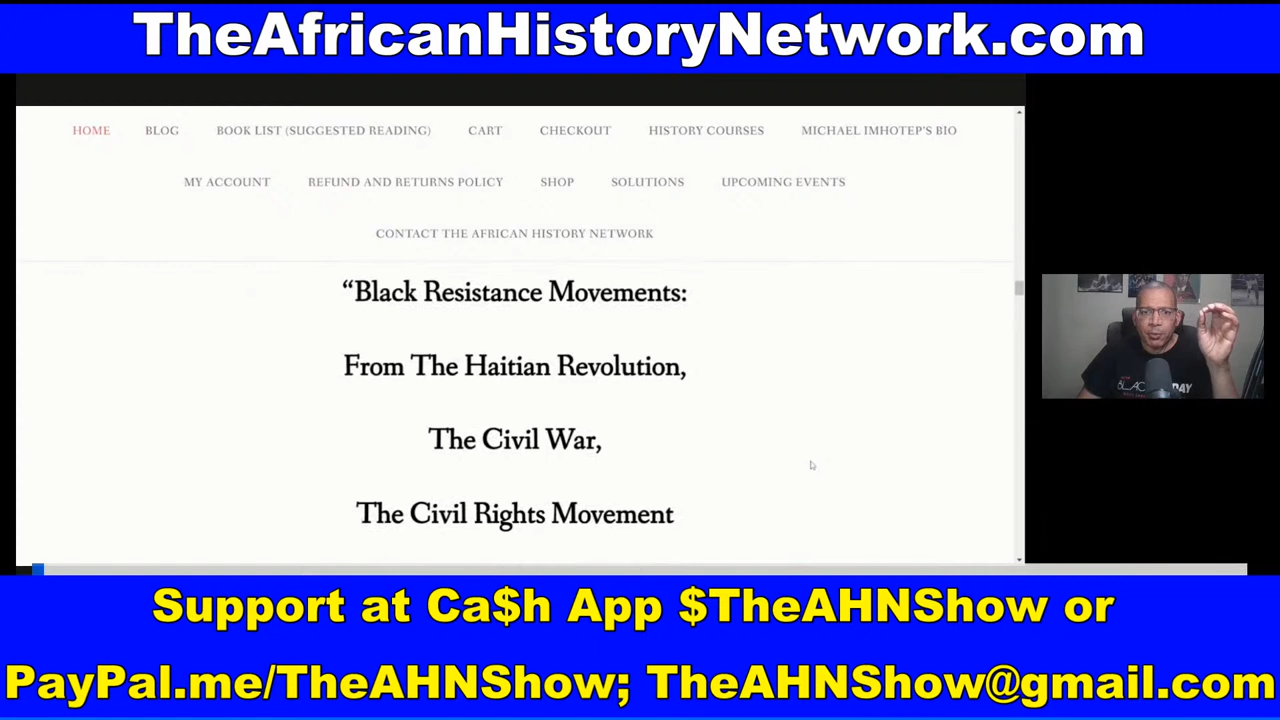 TheAfricanHistoryNetwork.com
HOME BLOG BOOK LIST (SUGGESTED READING) CART CHECKOUT HISTORY COURSES MICHAEL IMHOTEP'S BIO
MY ACCOUNT REFUND AND RETURNS POLICY SHOP SOLUTIONS UPCOMING EVENTS
CONTACT THE AFRICAN HISTORY NETWORK
“Black Resistance Movements:
From The Haitian Revolution,
The Civil War,
The Civil Rights Movement
Support at Ca$h App $TheAHNShow or
PayPal.me/TheAHNShow; TheAHNShow@gmail.com